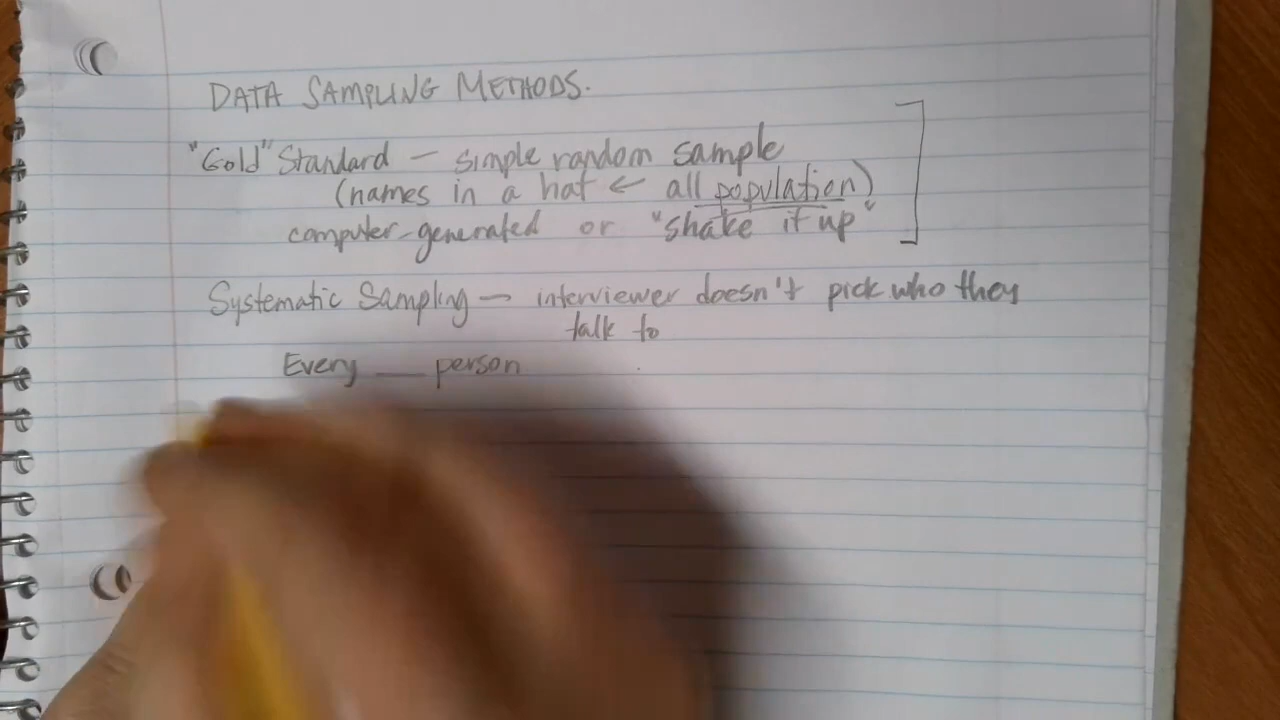 DATA SAMPLING METHODS.
"Gold" Standard — simple random sample
(names in a hat ← all population)
computer-generated or "shake it up"
Systematic Sampling — interviewer doesn't pick who they
talk to
Every ___ person